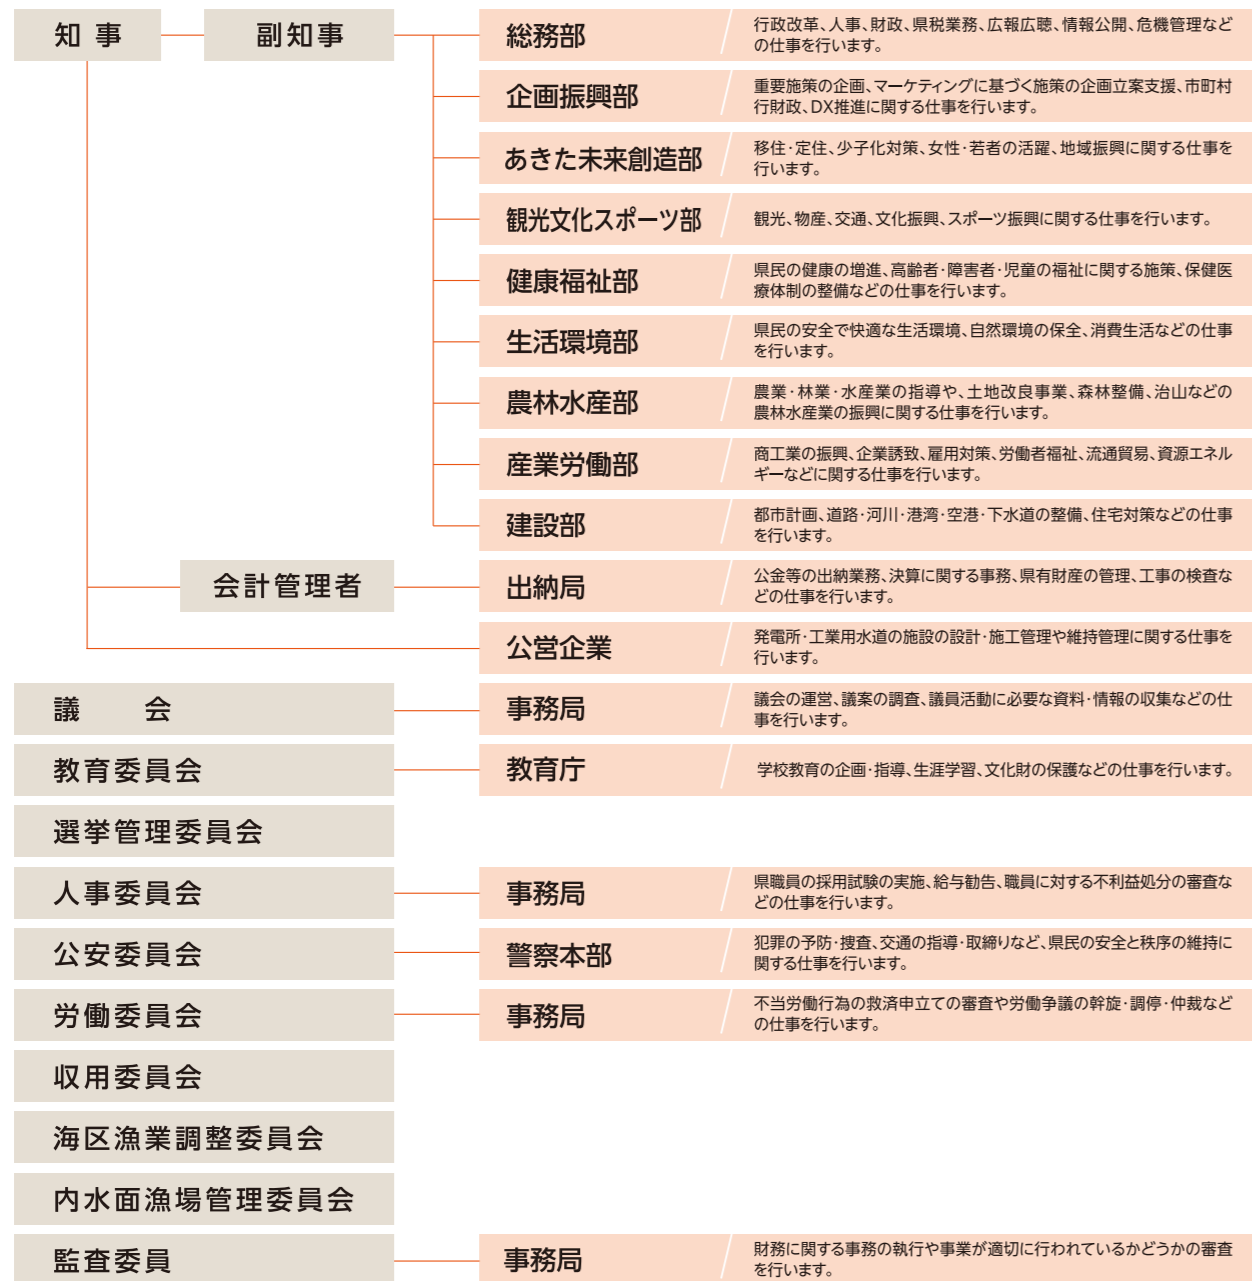 知 事
副知事
総務部
行政改革、人事、財政、県税業務、広報広聴、情報公開、危機管理など
の仕事を行います。
企画振興部
重要施策の企画、マーケティングに基づく施策の企画立案支援、市町村
行財政、DX推進に関する仕事を行います。
あきた未来創造部
移住・定住、少子化対策、女性・若者の活躍、地域振興に関する仕事を
行います。
観光文化スポーツ部
観光、物産、交通、文化振興、スポーツ振興に関する仕事を行います。
健康福祉部
県民の健康の増進、高齢者・障害者・児童の福祉に関する施策、保健医
療体制の整備などの仕事を行います。
生活環境部
県民の安全で快適な生活環境、自然環境の保全、消費生活などの仕事
を行います。
農林水産部
農業・林業・水産業の指導や、土地改良事業、森林整備、治山などの
農林水産業の振興に関する仕事を行います。
産業労働部
商工業の振興、企業誘致、雇用対策、労働者福祉、流通貿易、資源エネル
ギーなどに関する仕事を行います。
建設部
都市計画、道路・河川・港湾・空港・下水道の整備、住宅対策などの仕事
を行います。
会計管理者
出納局
公金等の出納業務、決算に関する事務、県有財産の管理、工事の検査な
どの仕事を行います。
公営企業
発電所・工業用水道の施設の設計・施工管理や維持管理に関する仕事を
行います。
議 会
事務局
議会の運営、議案の調査、議員活動に必要な資料・情報の収集などの仕
事を行います。
教育委員会
教育庁
学校教育の企画・指導、生涯学習、文化財の保護などの仕事を行います。
選挙管理委員会
人事委員会
事務局
県職員の採用試験の実施、給与勧告、職員に対する不利益処分の審査な
どの仕事を行います。
公安委員会
警察本部
犯罪の予防・捜査、交通の指導・取締りなど、県民の安全と秩序の維持に
関する仕事を行います。
労働委員会
事務局
不当労働行為の救済申立ての審査や労働争議の幹旋・調停・仲裁など
の仕事を行います。
収用委員会
海区漁業調整委員会
内水面漁場管理委員会
監査委員
事務局
財務に関する事務の執行や事業が適切に行われているかどうかの審査
を行います。